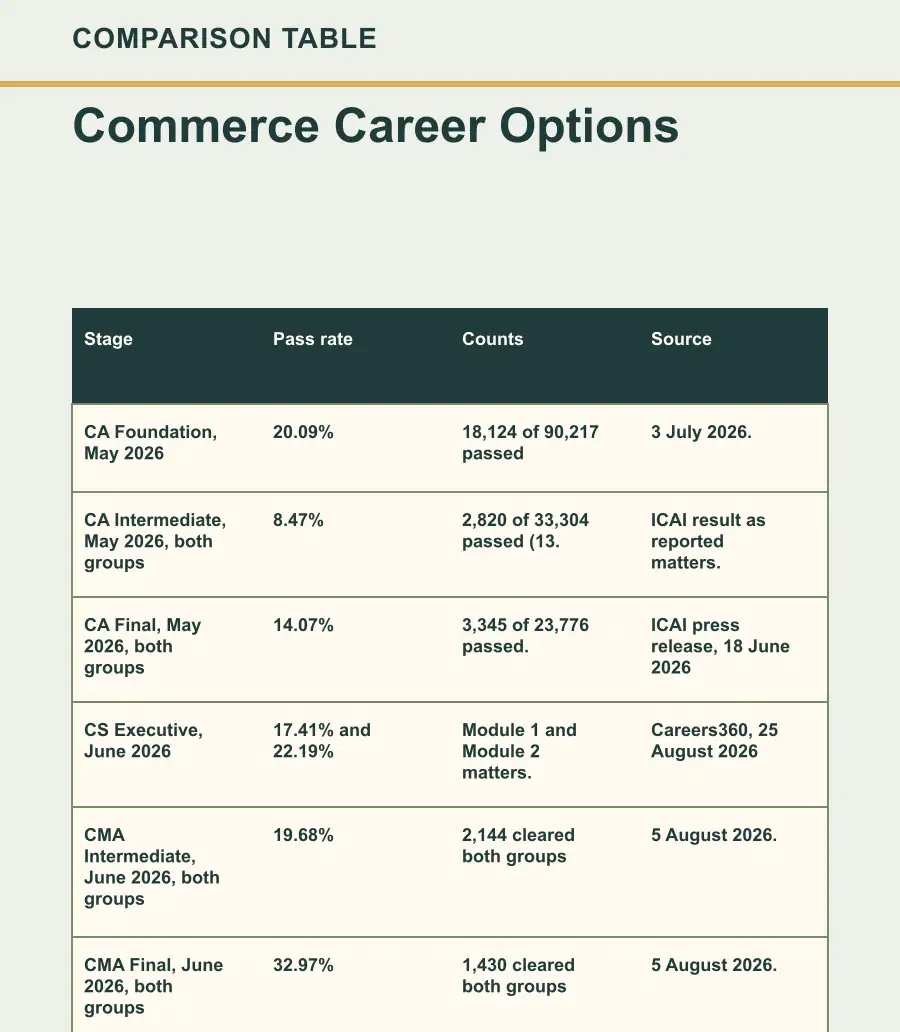 COMPARISON TABLE
Commerce Career Options
Stage
Pass rate
Counts
Source
CA Foundation,
May 2026
20.09%
18,124 of 90,217
passed
3 July 2026.
CA Intermediate,
May 2026, both
groups
8.47%
2,820 of 33,304
passed (13.
ICAI result as
reported
matters.
CA Final, May
2026, both
groups
14.07%
3,345 of 23,776
passed.
ICAI press
release, 18 June
2026
CS Executive,
June 2026
17.41% and
22.19%
Module 1 and
Module 2
matters.
Careers360, 25
August 2026
CMA
Intermediate,
June 2026, both
groups
19.68%
2,144 cleared
both groups
5 August 2026.
CMA Final, June
2026, both
groups
32.97%
1,430 cleared
both groups
5 August 2026.